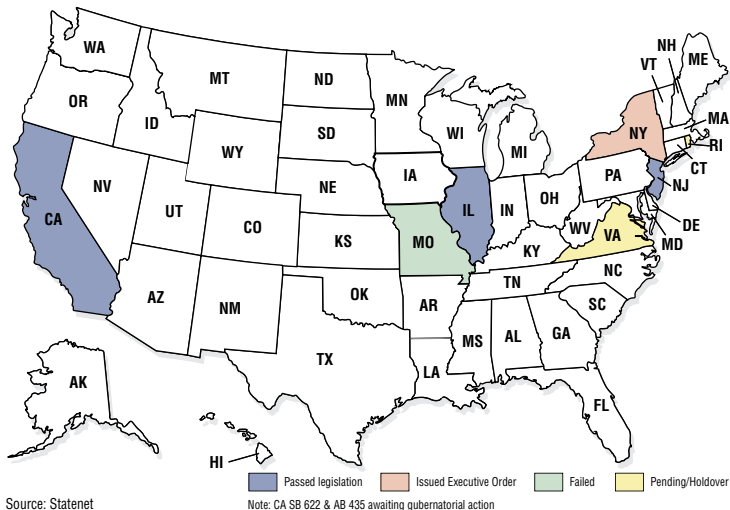 WA
MT
ND
MN
OR
ID
SD
WI
MI
NH
VT
ME
WY
NY
MA
RI
CT
NJ
NV
UT
NE
IA
IL
IN
OH
PA
CA
CO
KS
MO
KY
WV
VA
DE
MD
AZ
NM
OK
AR
TN
NC
SC
TX
LA
MS
AL
GA
FL
AK
HI
Passed legislation
Issued Executive Order
Failed
Pending/Holdover
Source: Statenet
Note: CA SB 622 & AB 435 awaiting gubernatorial action